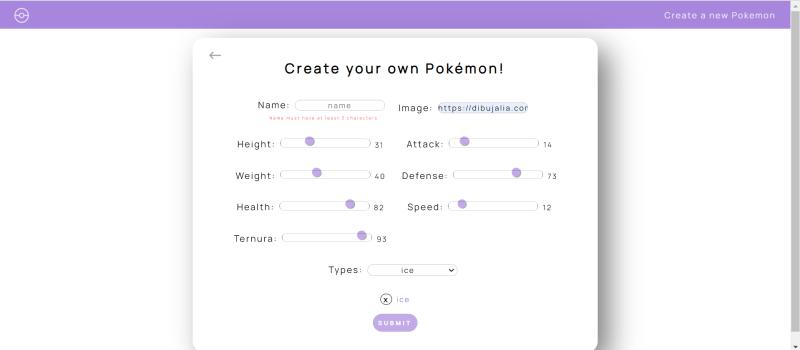 Create a new Pokemon
←
Create your own Pokémon!
Name: name
Image: https://dibujalia.cor
Name must have at least 3 characters
Height: 31
Attack: 14
Weight: 40
Defense: 73
Health: 82
Speed: 12
Ternura: 93
Types: ice
x ice
SUBMIT